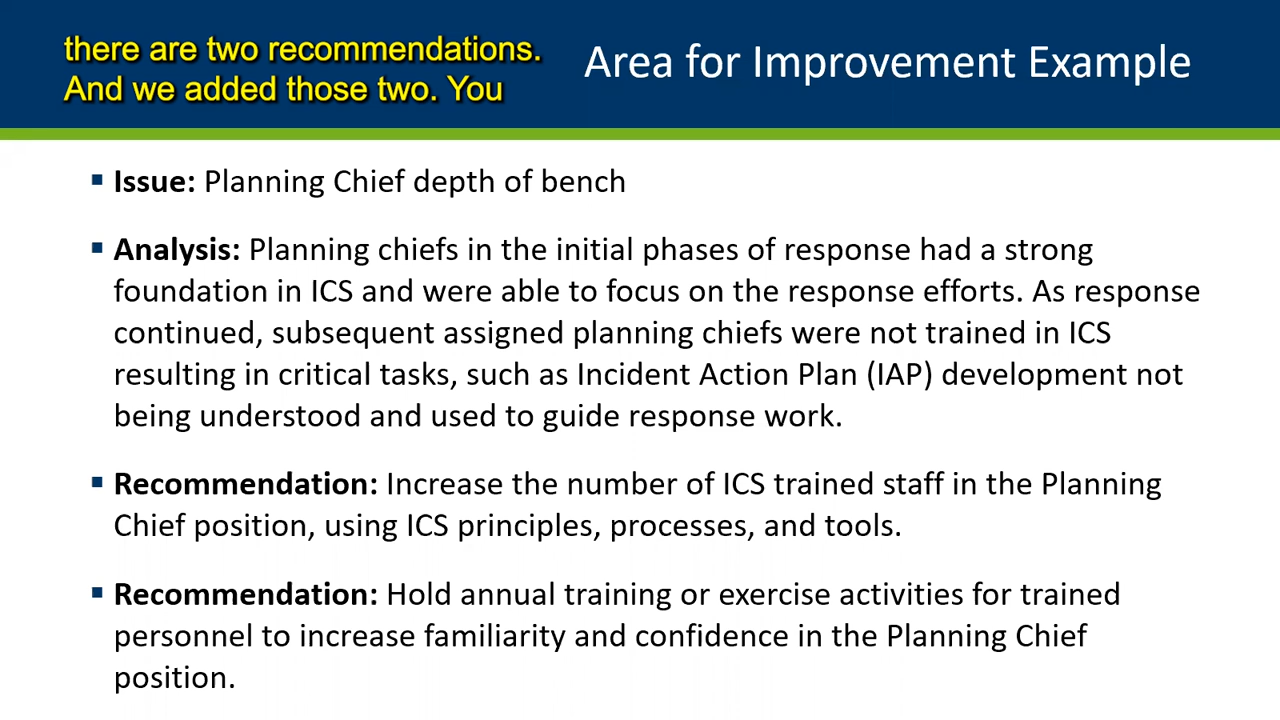 there are two recommendations.
And we added those two. You
Area for Improvement Example
Issue: Planning Chief depth of bench
Analysis: Planning chiefs in the initial phases of response had a strong
foundation in ICS and were able to focus on the response efforts. As response
continued, subsequent assigned planning chiefs were not trained in ICS
resulting in critical tasks, such as Incident Action Plan (IAP) development not
being understood and used to guide response work.
Recommendation: Increase the number of ICS trained staff in the Planning
Chief position, using ICS principles, processes, and tools.
Recommendation: Hold annual training or exercise activities for trained
personnel to increase familiarity and confidence in the Planning Chief
position.